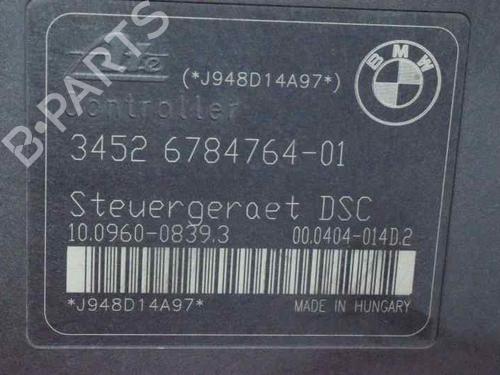 B-PARTS
Ate
(*J948D14A97*)
BMW
Controller
3452 6784764-01
Steuergeraet DSC
10.0960-0839.3
00.0404-014D.2
*J948D14A97*
MADE IN HUNGARY